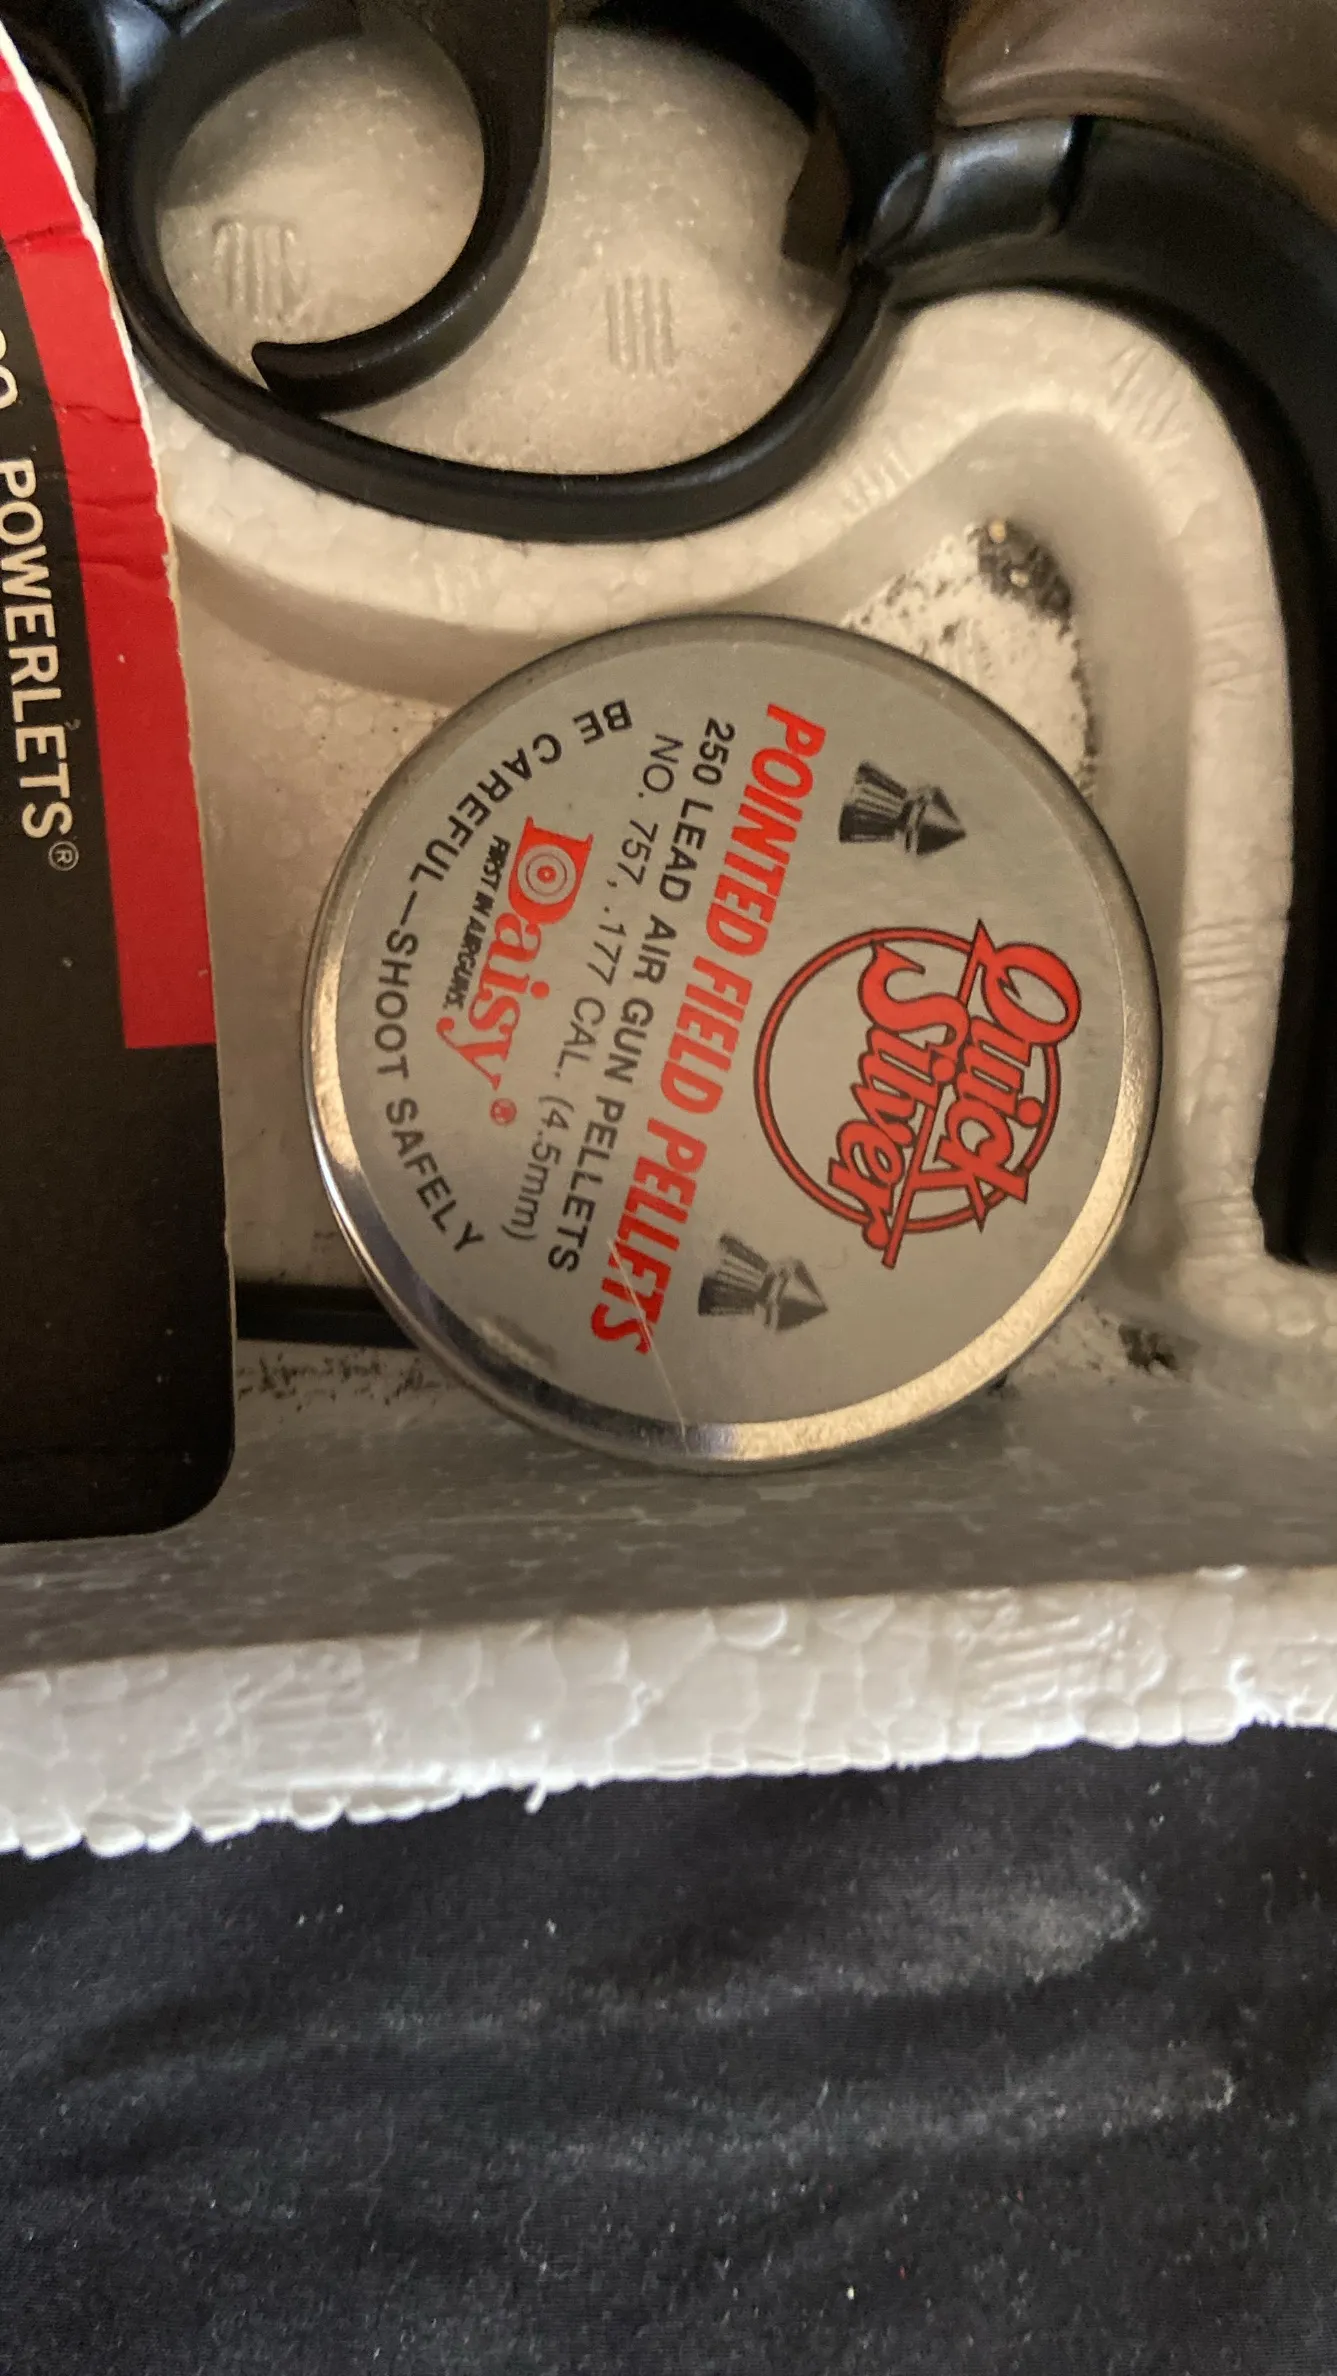 POWERLETS®
Quick
Silver
POINTED FIELD PELLETS
250 LEAD AIR GUN PELLETS
NO. 757, .177 CAL. (4.5mm)
Daisy®
FIRST IN AIRGUNS.
BE CAREFUL—SHOOT SAFELY